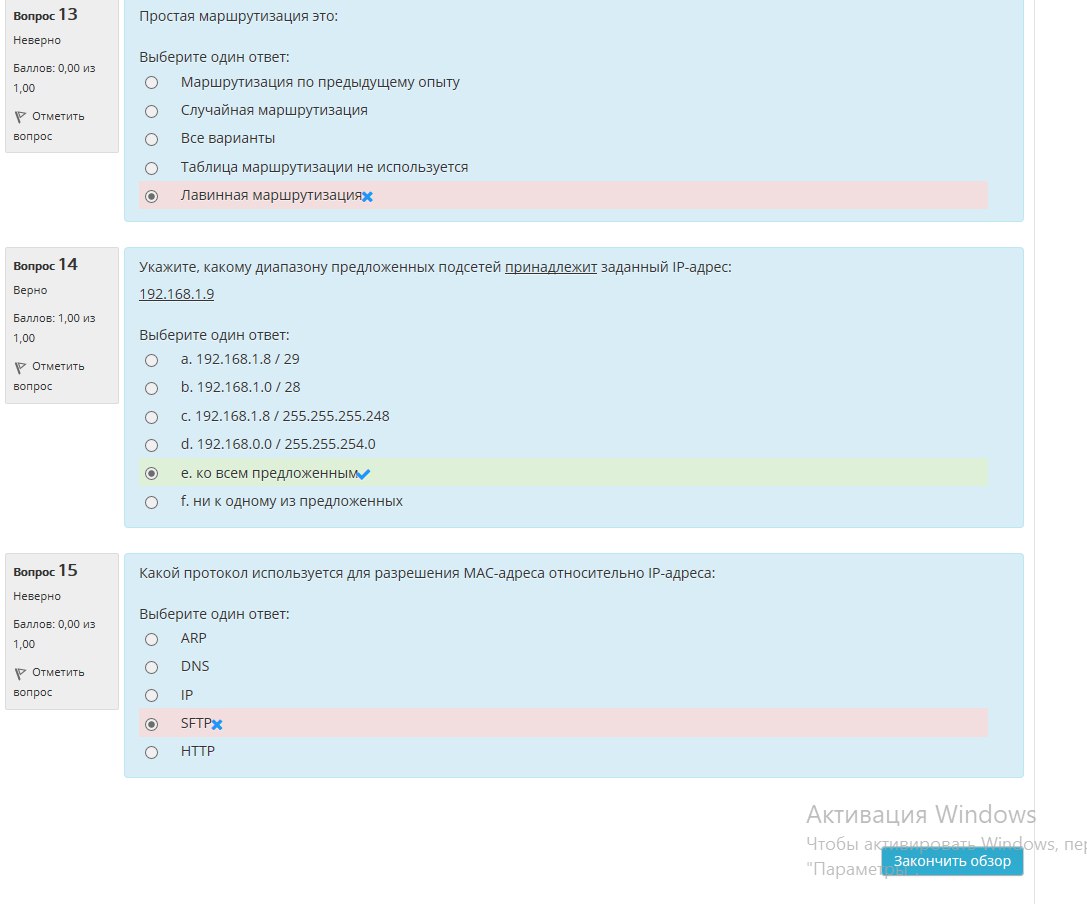 Вопрос 13
Неверно
Баллов: 0,00 из
1,00
Отметить
вопрос
Простая маршрутизация это:
Выберите один ответ:
Маршрутизация по предыдущему опыту
Случайная маршрутизация
Все варианты
Таблица маршрутизации не используется
Лавинная маршрутизация
Вопрос 14
Верно
Баллов: 1,00 из
1,00
Отметить
вопрос
Укажите, какому диапазону предложенных подсетей принадлежит заданный IP-адрес:
192.168.1.9
Выберите один ответ:
a. 192.168.1.8 / 29
b. 192.168.1.0 / 28
c. 192.168.1.8 / 255.255.255.248
d. 192.168.0.0 / 255.255.254.0
e. ко всем предложенным
f. ни к одному из предложенных
Вопрос 15
Неверно
Баллов: 0,00 из
1,00
Отметить
вопрос
Какой протокол используется для разрешения MAC-адреса относительно IP-адреса:
Выберите один ответ:
ARP
DNS
IP
SFTP
HTTP
Активация Windows
Чтобы активировать Windows, пер
"Параметры".
Закончить обзор